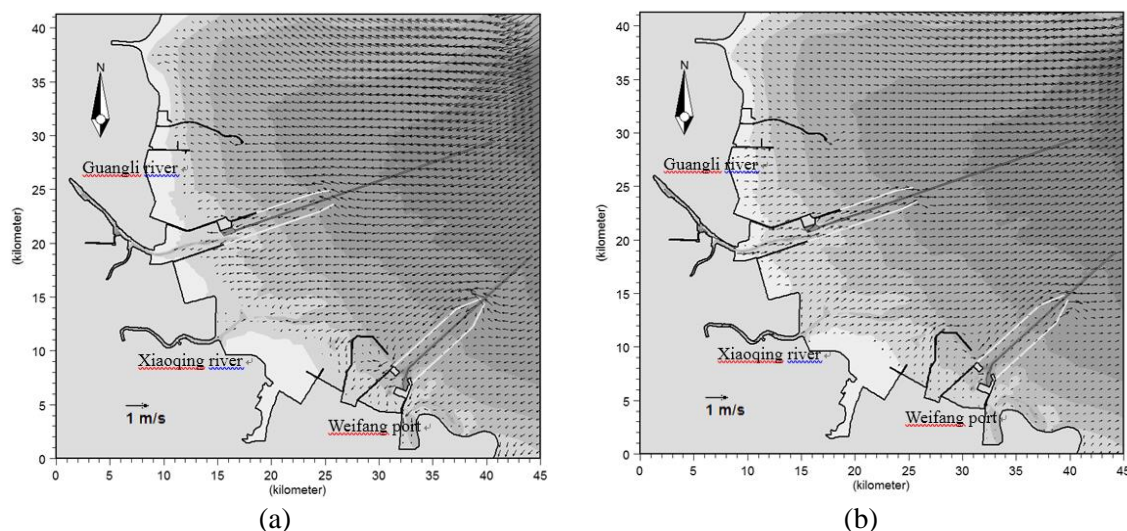 40
35
30
25
20
15
10
5
0
(kilometer)
N
Guangli river
Xiaoqing river
Weifang port
1 m/s
0 5 10 15 20 25 30 35 40 45
(kilometer)
(a)
40
35
30
25
20
15
10
5
0
(kilometer)
N
Guangli river
Xiaoqing river
Weifang port
1 m/s
0 5 10 15 20 25 30 35 40 45
(kilometer)
(b)